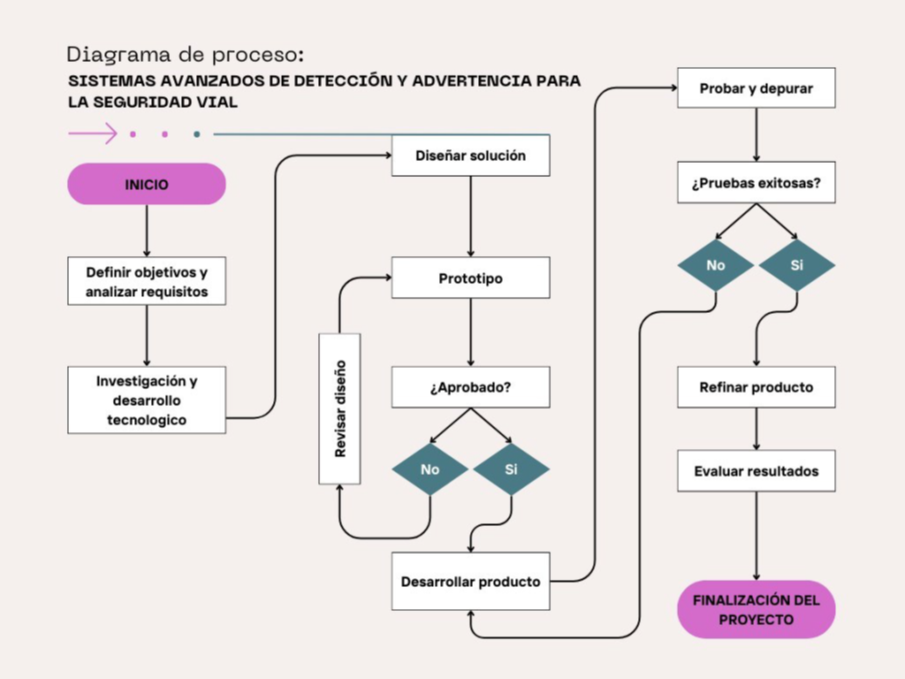 Diagrama de proceso:
SISTEMAS AVANZADOS DE DETECCIÓN Y ADVERTENCIA PARA
LA SEGURIDAD VIAL
INICIO
Definir objetivos y
analizar requisitos
Investigación y
desarrollo
tecnologico
Diseñar solución
Prototipo
¿Aprobado?
No
Si
Revisar diseño
Desarrollar producto
Probar y depurar
¿Pruebas exitosas?
No
Si
Refinar producto
Evaluar resultados
FINALIZACIÓN DEL
PROYECTO